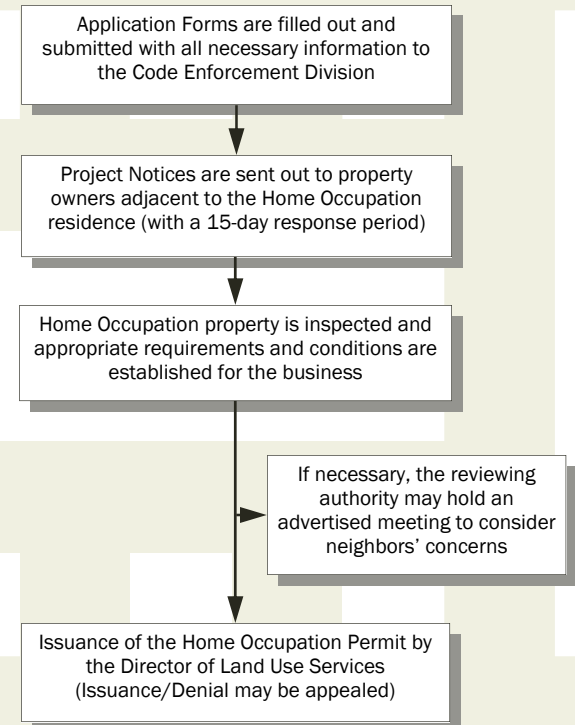 Application Forms are filled out and
submitted with all necessary information to
the Code Enforcement Division
Project Notices are sent out to property
owners adjacent to the Home Occupation
residence (with a 15-day response period)
Home Occupation property is inspected and
appropriate requirements and conditions are
established for the business
If necessary, the reviewing
authority may hold an
advertised meeting to consider
neighbors’ concerns
Issuance of the Home Occupation Permit by
the Director of Land Use Services
(Issuance/Denial may be appealed)